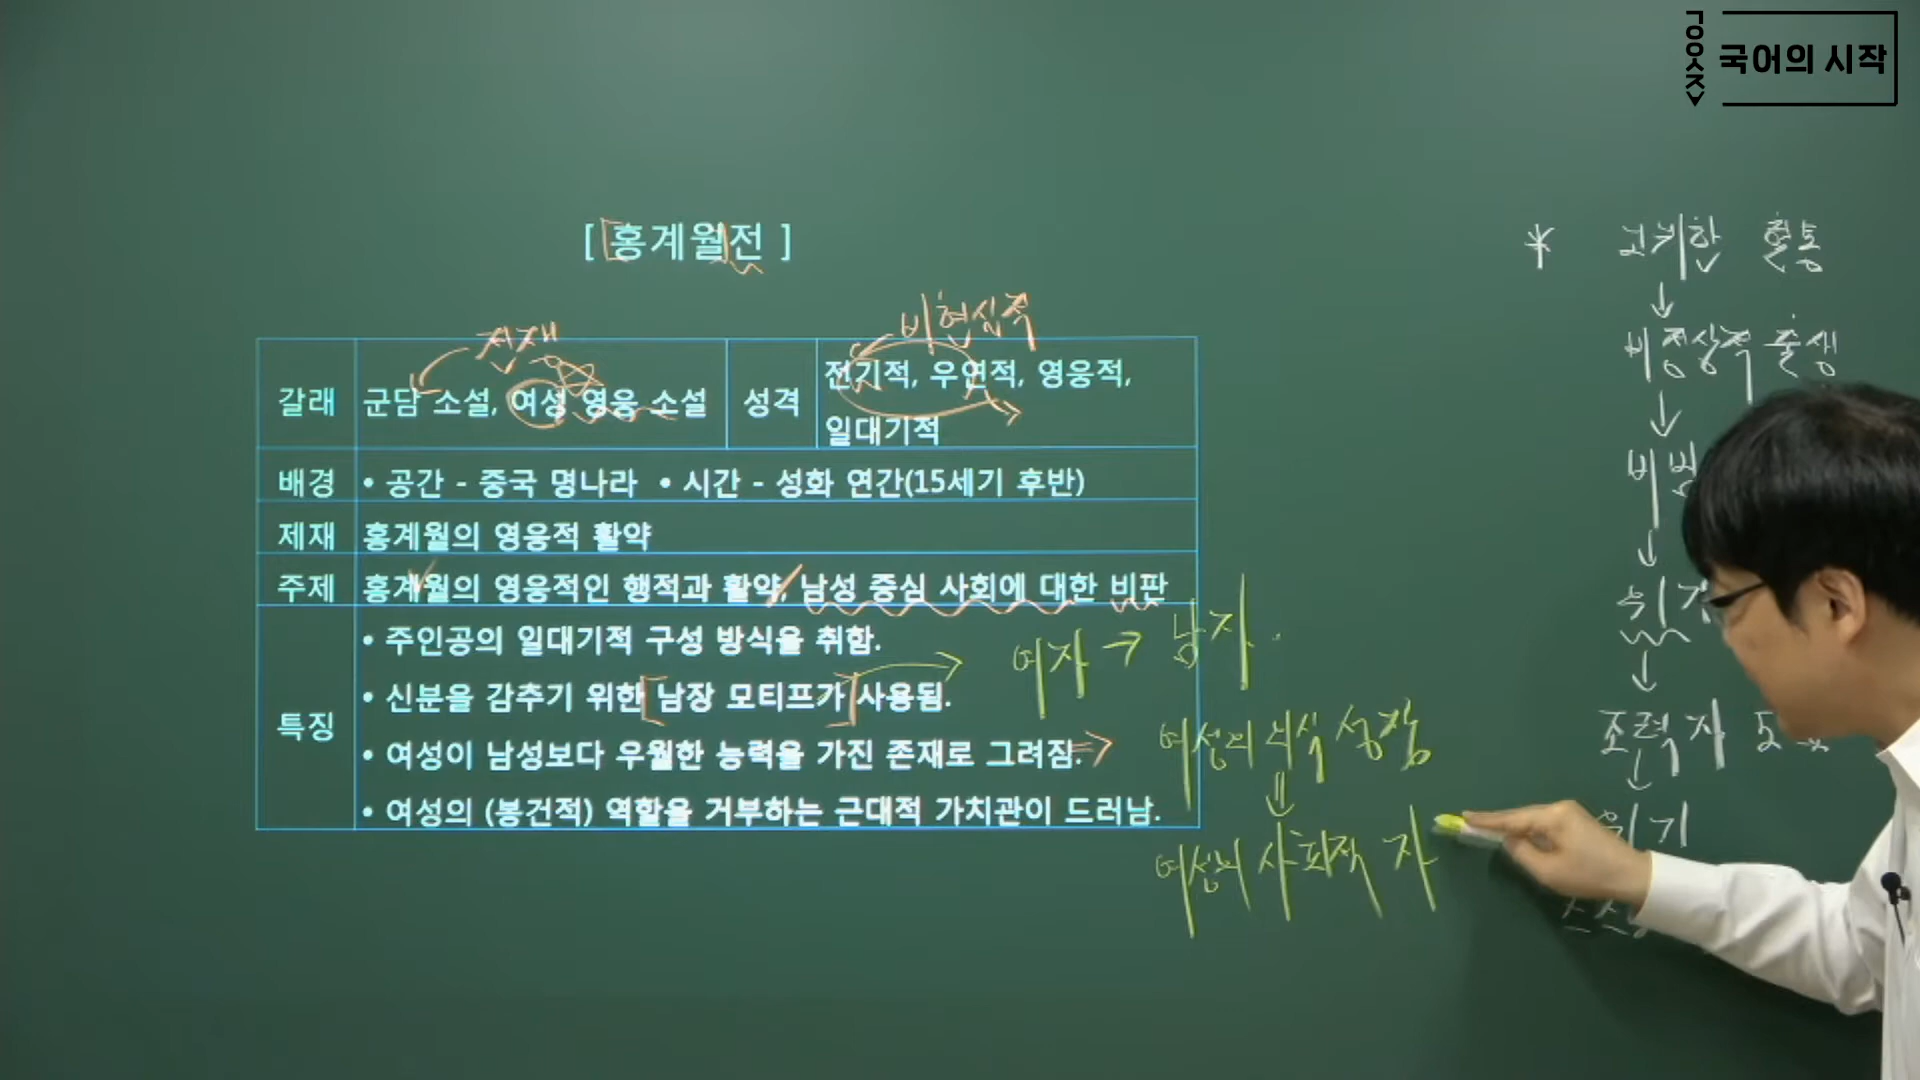 국어의 시작
[ 홍계월전 ]
* 고귀한 혈통
↓
비정상적 출생
↓
비범
↓
위기
↓
조력자
↓
위기
비현실적
갈래 군담 소설, 여성 영웅 소설 성격 전기적, 우연적, 영웅적,
일대기적
배경 • 공간 - 중국 명나라 • 시간 - 성화 연간(15세기 후반)
제재 홍계월의 영웅적 활약
주제 홍계월의 영웅적인 행적과 활약, 남성 중심 사회에 대한 비판
특징 • 주인공의 일대기적 구성 방식을 취함.
• 신분을 감추기 위한 남장 모티프가 사용됨.
• 여성이 남성보다 우월한 능력을 가진 존재로 그려짐.
• 여성의 (봉건적) 역할을 거부하는 근대적 가치관이 드러남.
여자 → 남자.
여성의 의식 성장
⇓
여성의 사회적 자